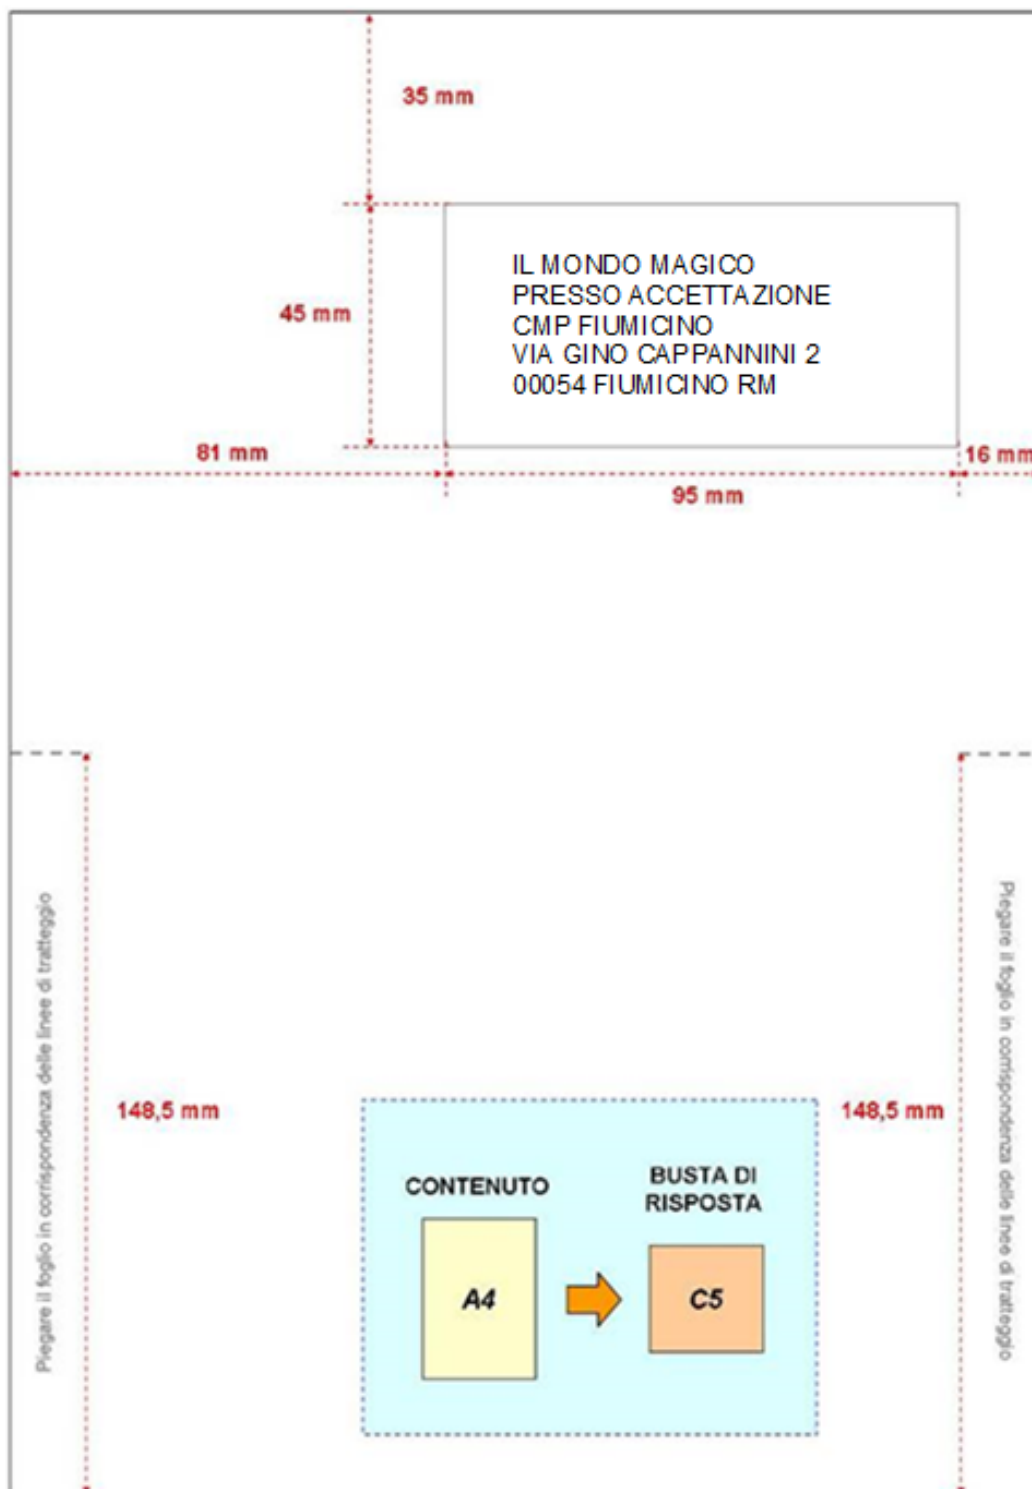 35 mm
IL MONDO MAGICO
PRESSO ACCETTAZIONE
CMP FIUMICINO
VIA GINO CAPPANNINI 2
00054 FIUMICINO RM
45 mm
81 mm
16 mm
95 mm
Piegare il foglio in corrispondenza delle linee di tratteggio
Piegare il foglio in corrispondenza delle linee di tratteggio
148,5 mm
148,5 mm
CONTENUTO
BUSTA DI
RISPOSTA
A4
C5